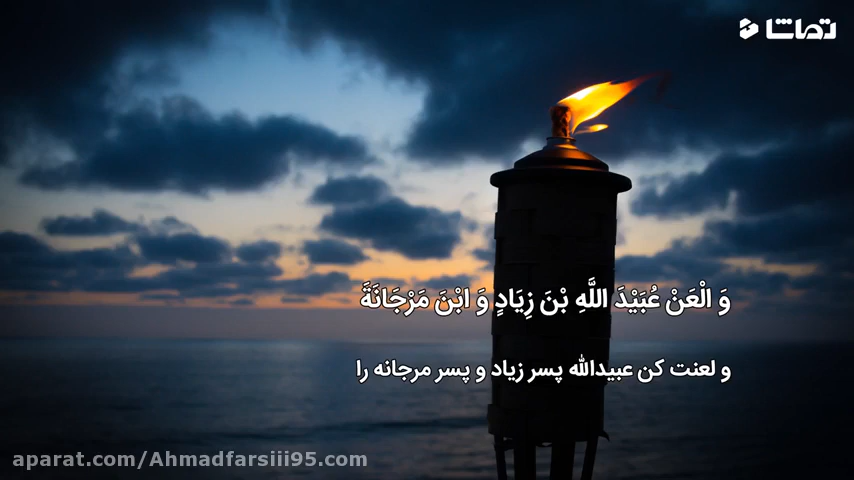 تماشا
وَ الْعَنْ عُبَيْدَ اللَّهِ بْنَ زِيَادٍ وَ ابْنَ مَرْجَانَةَ
و لعنت کن عبیدالله پسر زیاد و پسر مرجانه را
aparat.com/Ahmadfarsiii95.com